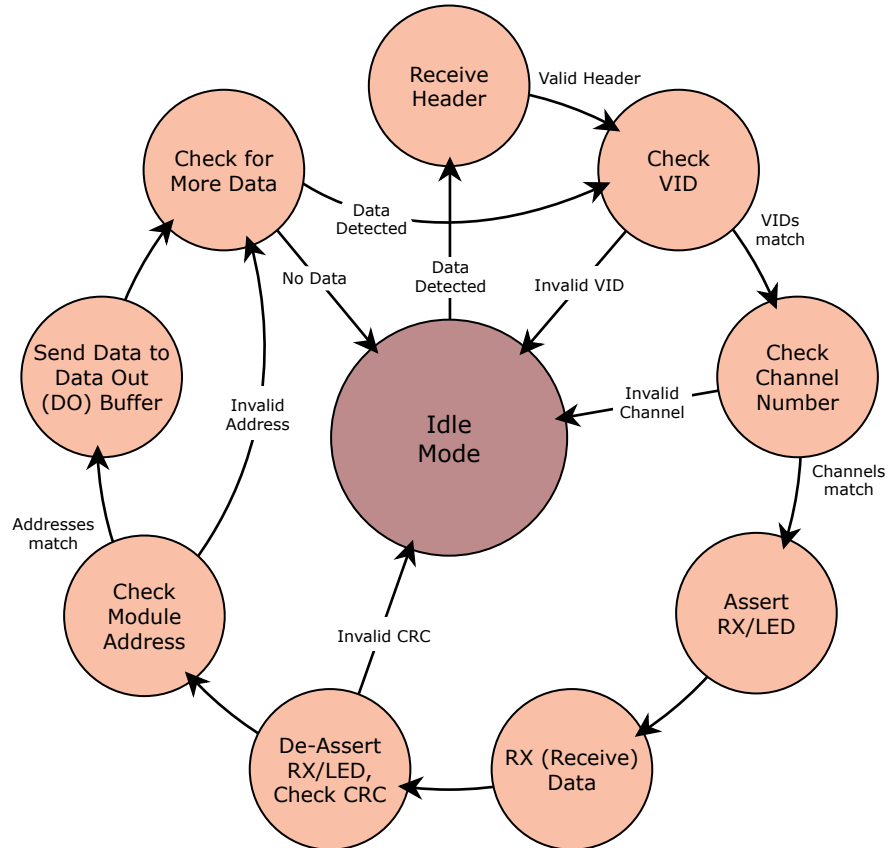 Receive
Header
Valid Header
Check
VID
Check for
More Data
Data
Detected
VIDs
match
No Data
Data
Detected
Invalid VID
Send Data to
Data Out
(DO) Buffer
Check
Channel
Number
Invalid
Channel
Invalid
Address
Idle
Mode
Channels
match
Addresses
match
Check
Module
Address
Assert
RX/LED
Invalid CRC
De-Assert
RX/LED,
Check CRC
RX (Receive)
Data